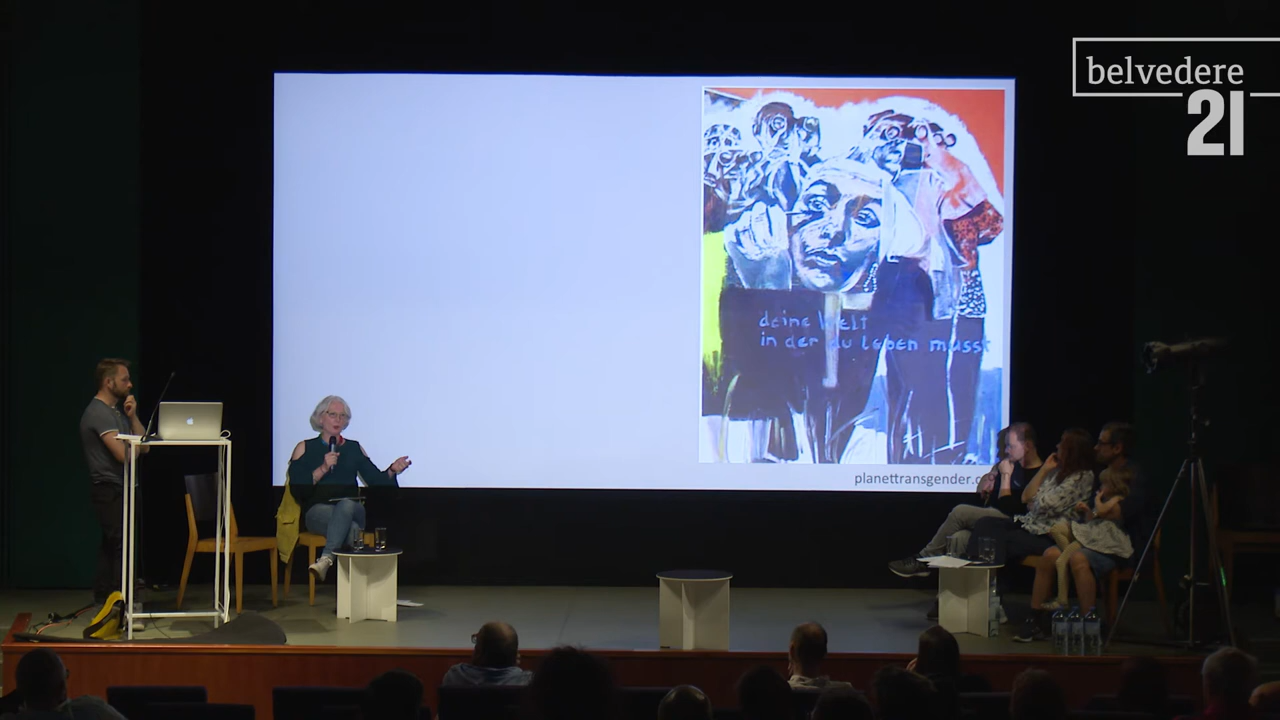 belvedere
21
deine Welt
in der du leben musst
planettransgender.c